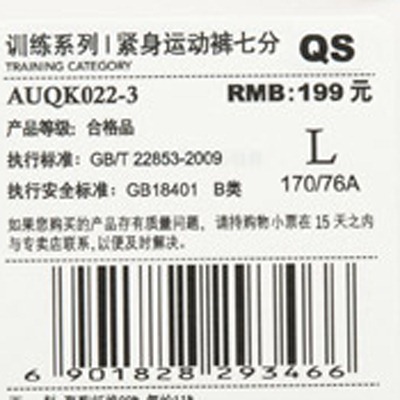 训练系列 | 紧身运动裤七分 QS
TRAINING CATEGORY
AUQK022-3 RMB:199 元
产品等级: 合格品
执行标准: GB/T 22853-2009
L
执行安全标准: GB18401 B类
170/76A
如果您购买的产品存有质量问题, 请持购物小票在 15 天之内
与专卖店联系,以便及时解决。
6 901828 293466